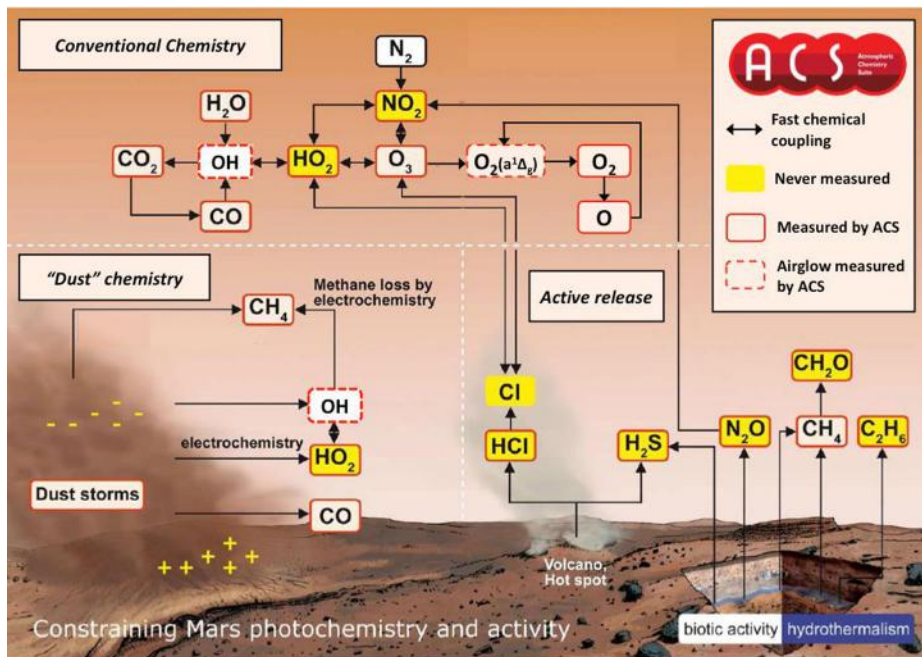 Conventional Chemistry
N₂
ACS
Atmospheric
Chemistry
Suite
H₂O
NO₂
Fast chemical
coupling
CO₂
OH
HO₂
O₃
O₂(a¹Δg)
O₂
Never measured
CO
O
Measured by ACS
Airglow measured
by ACS
“Dust” chemistry
Methane loss by
electrochemistry
Active release
CH₄
CH₂O
Cl
OH
electrochemistry
HO₂
HCl
H₂S
N₂O
CH₄
C₂H₆
Dust storms
CO
Volcano,
Hot spot
Constraining Mars photochemistry and activity
biotic activity
hydrothermalism